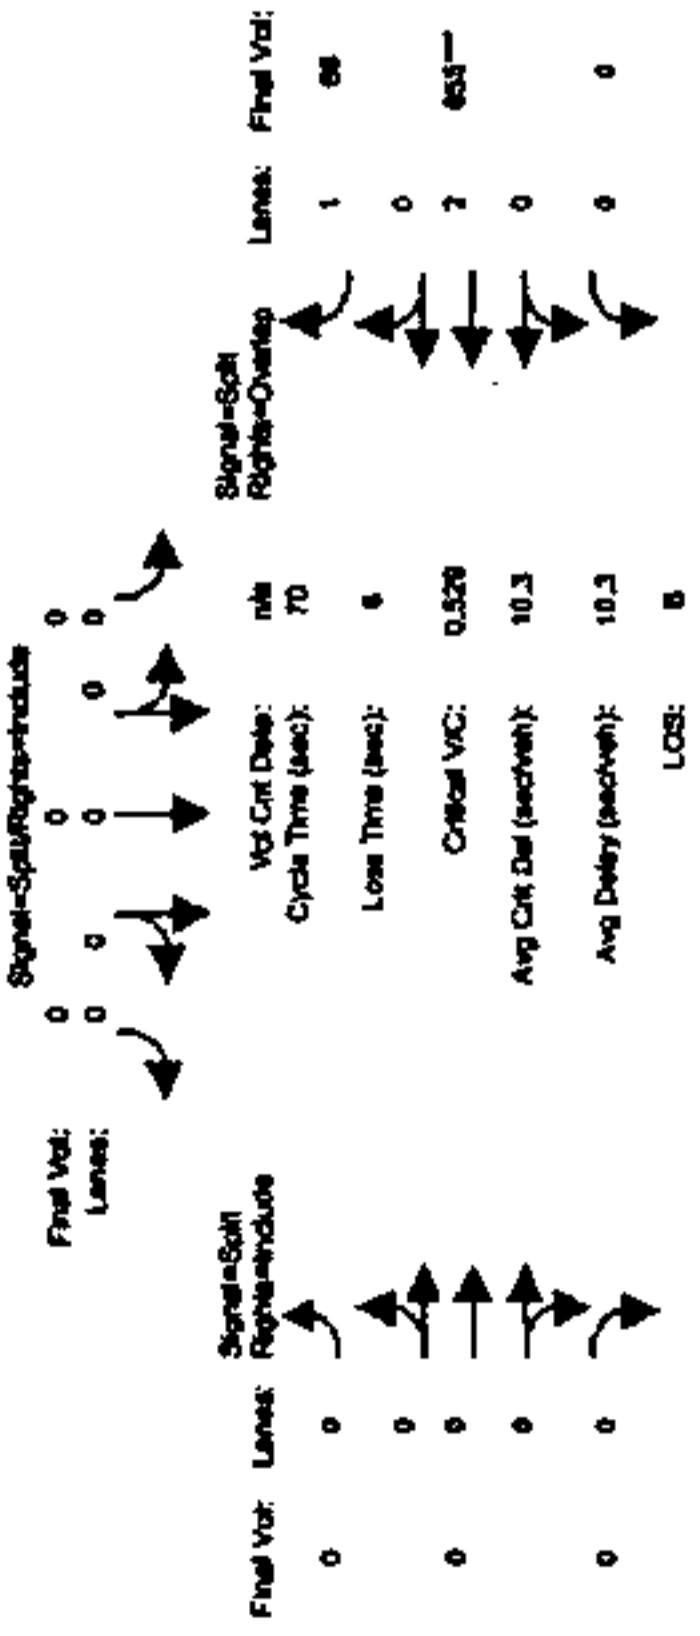 Signal=Split/Rights=Include
Final Vol: 0 0 0
Lanes: 0 0 0 0 0
Signal=Split
Rights=Include
Signal=Split
Rights=Overlap
Final Vol: Lanes:
Vol Cnt Date: n/a
Lanes: Final Vol:
0 0
Cycle Time (sec): 70
1
0
Loss Time (sec):
0
0 0
Critical V/C: 0.529
2
0
Avg Crit Del (sec/veh): 10.3
0
0 0
Avg Delay (sec/veh): 10.3
0 0
LOS: